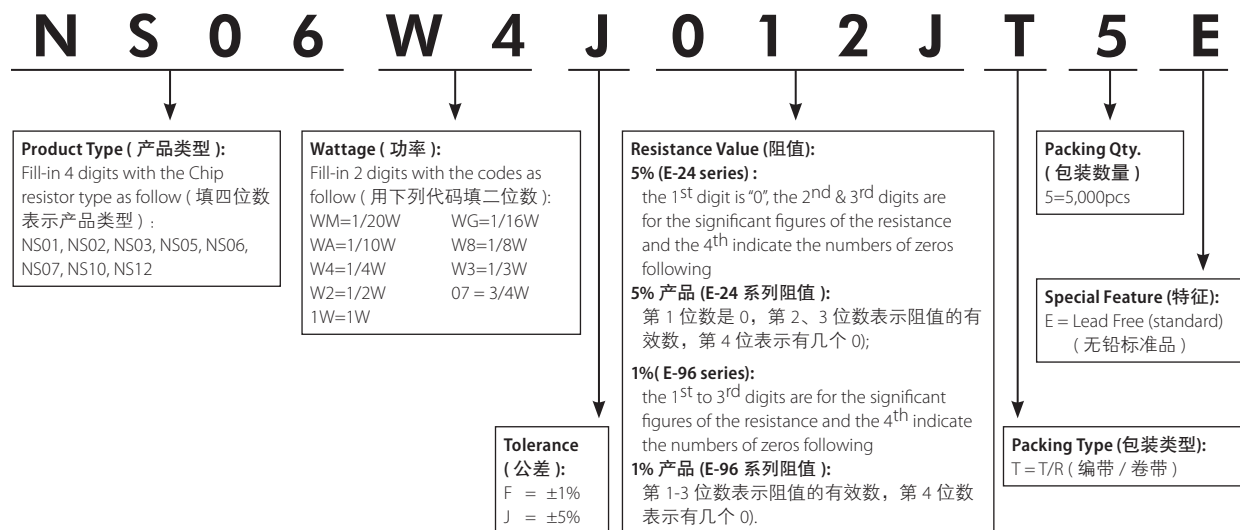 NS06W4J012JT5E
Product Type ( 产品类型 ):
Fill-in 4 digits with the Chip
resistor type as follow ( 填四位数
表示产品类型 ) :
NS01, NS02, NS03, NS05, NS06,
NS07, NS10, NS12
Wattage ( 功率 ):
Fill-in 2 digits with the codes as
follow ( 用下列代码填二位数 ):
WM=1/20W WG=1/16W
WA=1/10W W8=1/8W
W4=1/4W W3=1/3W
W2=1/2W 07 = 3/4W
1W=1W
Tolerance
( 公差 ):
F = ±1%
J = ±5%
Resistance Value (阻值):
5% (E-24 series) :
the 1st digit is "0", the 2nd & 3rd digits are
for the significant figures of the resistance
and the 4th indicate the numbers of zeros
following
5% 产品 (E-24 系列阻值 ):
第 1 位数是 0，第 2、3 位数表示阻值的有
效数，第 4 位表示有几个 0);
1%( E-96 series):
the 1st to 3rd digits are for the significant
figures of the resistance and the 4th indicate
the numbers of zeros following
1% 产品 (E-96 系列阻值 ):
第 1-3 位数表示阻值的有效数，第 4 位数
表示有几个 0).
Packing Qty.
( 包装数量 )
5=5,000pcs
Special Feature (特征):
E = Lead Free (standard)
( 无铅标准品 )
Packing Type (包装类型):
T = T/R ( 编带 / 卷带 )